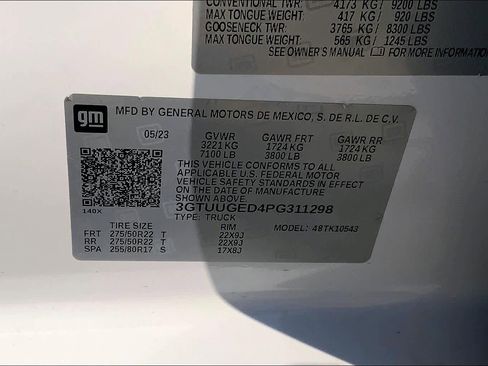 CONVENTIONAL TWR: 4173 KG / 9200 LBS
MAX TONGUE WEIGHT: 417 KG / 920 LBS
GOOSENECK TWR: 3765 KG / 8300 LBS
MAX TONGUE WEIGHT: 565 KG / 1245 LBS
SEE OWNER'S MANUAL FOR MORE INFORMATION
gm
MFD BY GENERAL MOTORS DE MEXICO, S. DE R.L. DE C.V.
05/23 GVWR GAWR FRT GAWR RR
3221 KG 1724 KG 1724 KG
7100 LB 3800 LB 3800 LB
THIS VEHICLE CONFORMS TO ALL
APPLICABLE U.S. FEDERAL MOTOR
VEHICLE SAFETY STANDARDS IN EFFECT
ON THE DATE OF MANUFACTURE
SHOWN ABOVE.
3GTUUGED4PG311298
140X TYPE: TRUCK
TIRE SIZE RIM MODEL: 48TK10543
FRT 275/50R22 T 22X9J
RR 275/50R22 T 22X9J
SPA 255/80R17 S 17X8J